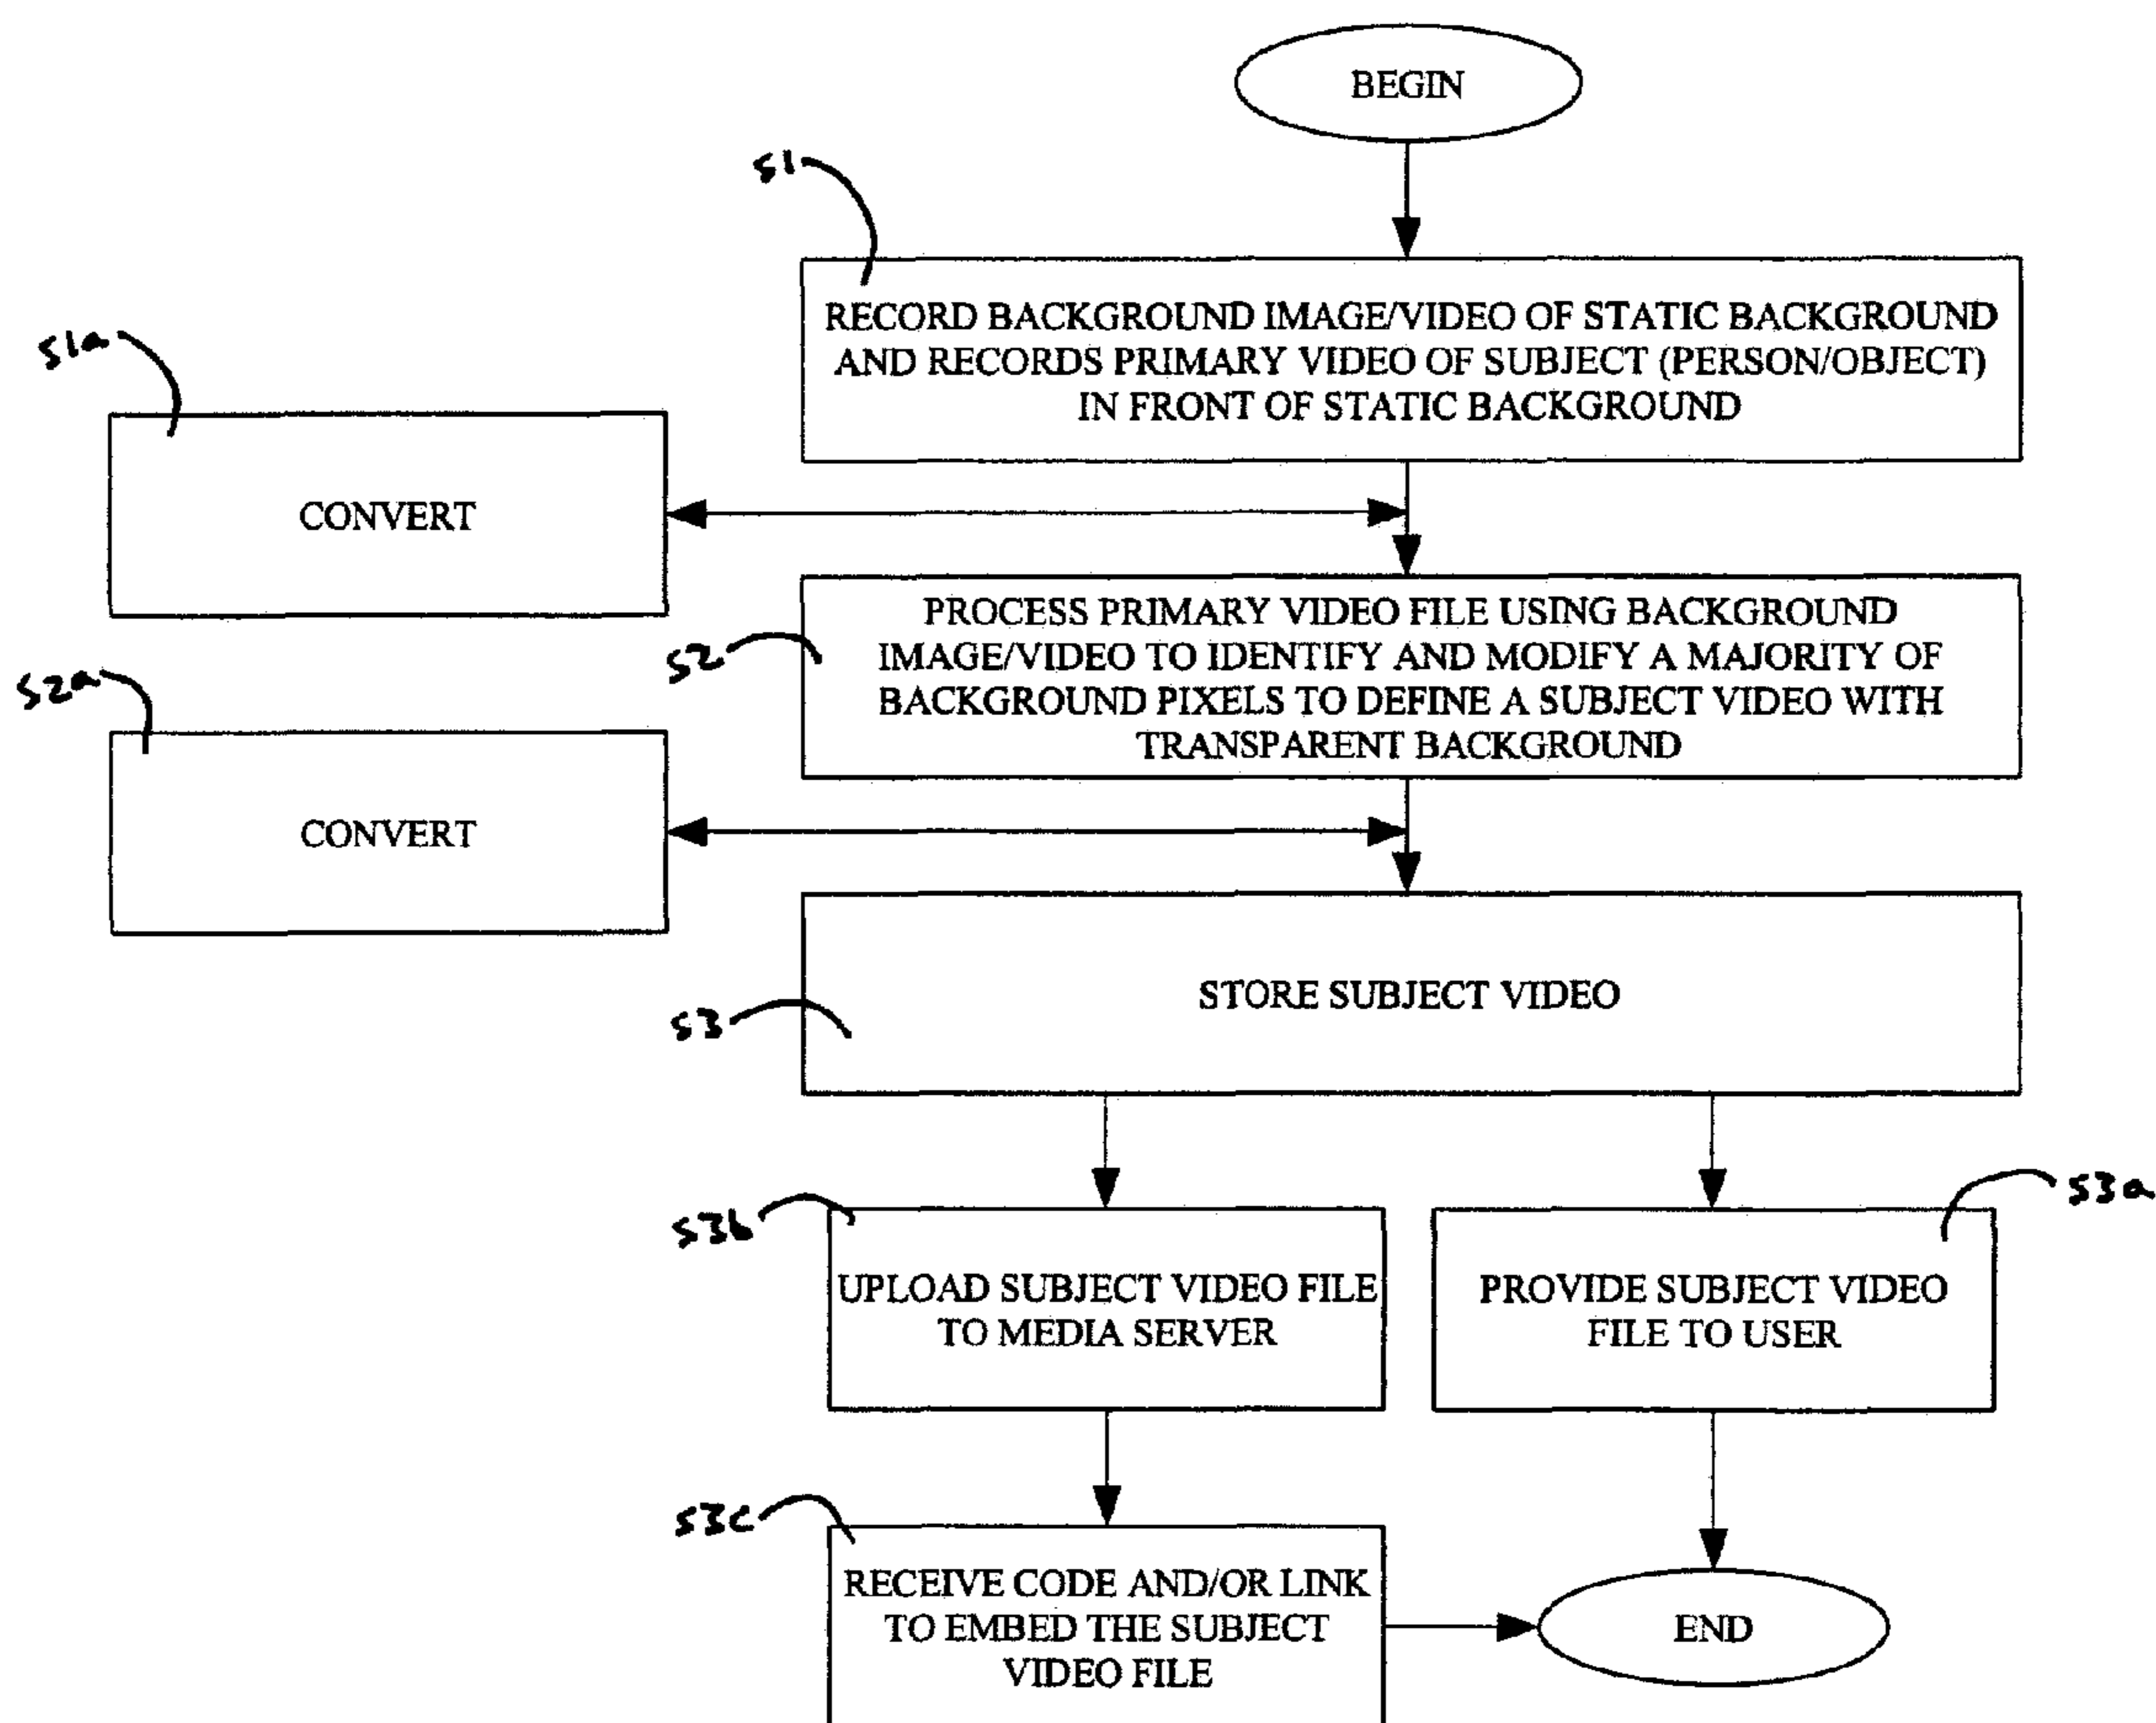 BEGIN
S1
RECORD BACKGROUND IMAGE/VIDEO OF STATIC BACKGROUND
AND RECORDS PRIMARY VIDEO OF SUBJECT (PERSON/OBJECT)
IN FRONT OF STATIC BACKGROUND
S1a
CONVERT
S2
PROCESS PRIMARY VIDEO FILE USING BACKGROUND
IMAGE/VIDEO TO IDENTIFY AND MODIFY A MAJORITY OF
BACKGROUND PIXELS TO DEFINE A SUBJECT VIDEO WITH
TRANSPARENT BACKGROUND
S2a
CONVERT
S3
STORE SUBJECT VIDEO
S3b
UPLOAD SUBJECT VIDEO FILE
TO MEDIA SERVER
S3a
PROVIDE SUBJECT VIDEO
FILE TO USER
S3c
RECEIVE CODE AND/OR LINK
TO EMBED THE SUBJECT
VIDEO FILE
END